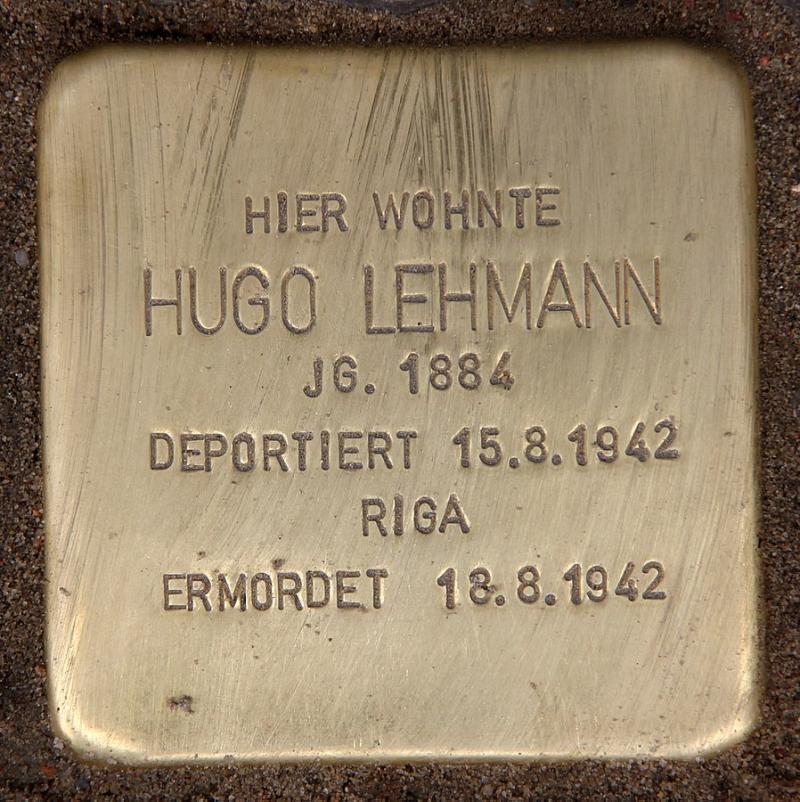 HIER WOHNTE
HUGO LEHMANN
JG. 1884
DEPORTIERT 15.8.1942
RIGA
ERMORDET 18.8.1942